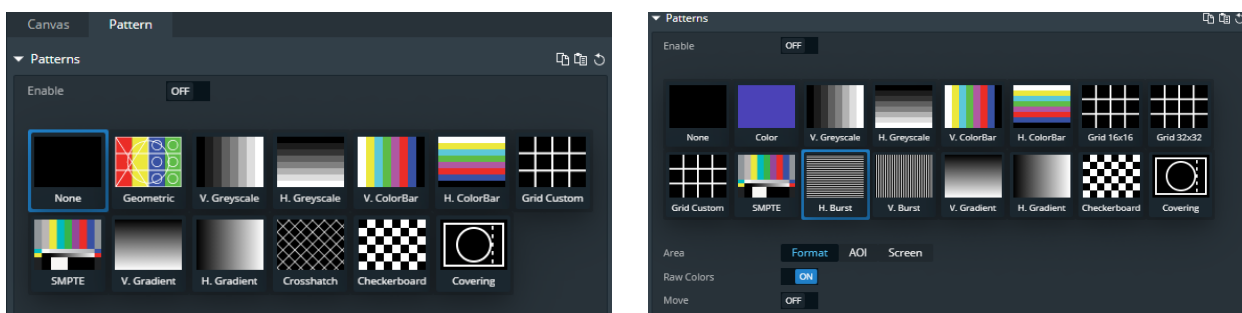 Canvas Pattern
Patterns
Enable OFF
None Geometric V. Greyscale H. Greyscale V. ColorBar H. ColorBar Grid Custom
SMPTE V. Gradient H. Gradient Crosshatch Checkerboard Covering
Patterns
Enable OFF
None Color V. Greyscale H. Greyscale V. ColorBar H. ColorBar Grid 16x16 Grid 32x32
Grid Custom SMPTE H. Burst V. Burst V. Gradient H. Gradient Checkerboard Covering
Area Format AOI Screen
Raw Colors ON
Move OFF